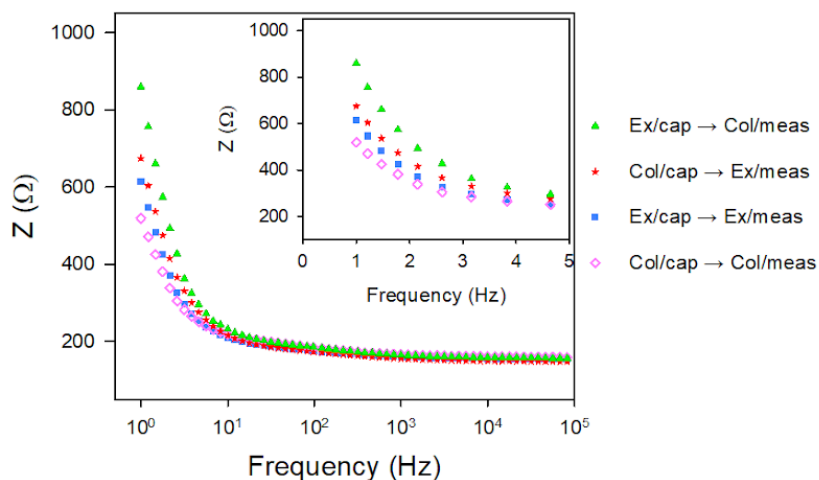 1000
800
600
400
200
Z (Ω)
10⁰
10¹
10²
10³
10⁴
10⁵
Frequency (Hz)
1000
800
600
400
200
Z (Ω)
0
1
2
3
4
5
Frequency (Hz)
Ex/cap → Col/meas
Col/cap → Ex/meas
Ex/cap → Ex/meas
Col/cap → Col/meas